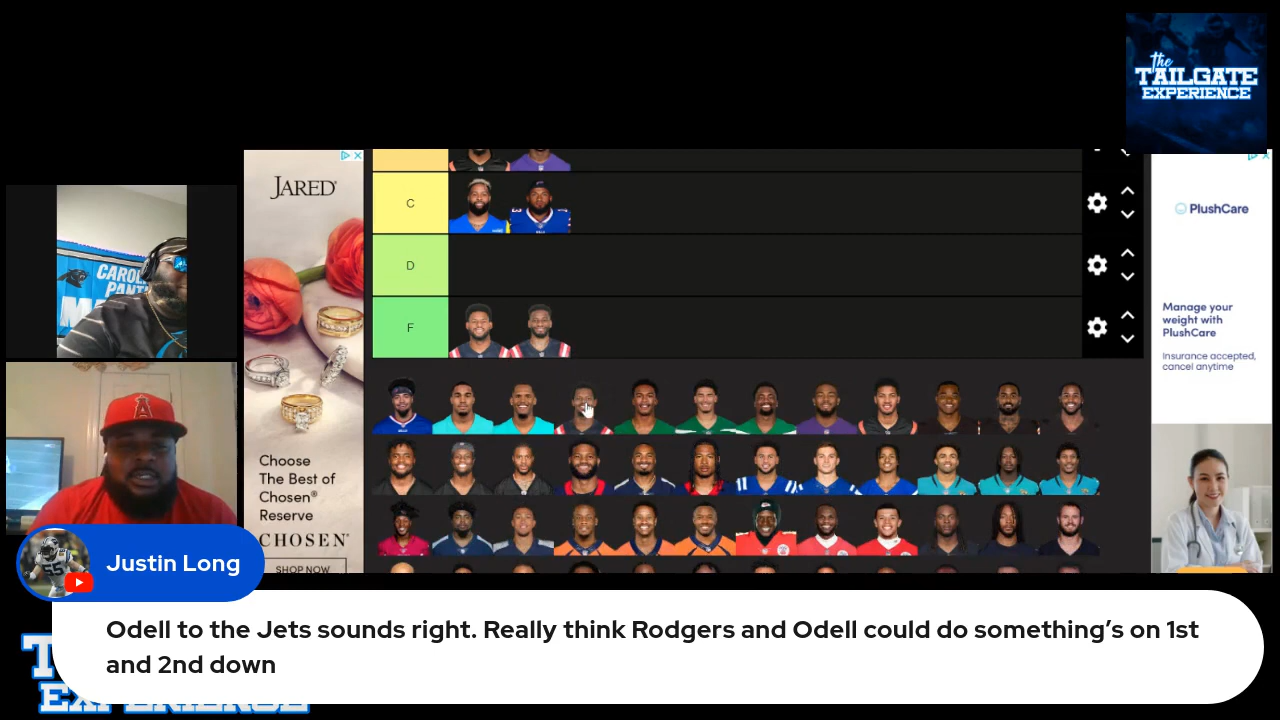 the
TAILGATE
EXPERIENCE
JARED
PlushCare
CAROL
PANT
C
D
F
Manage your
weight with
PlushCare
Insurance accepted,
cancel anytime
Choose
The Best of
Chosen®
Reserve
CHOSEN
SHOP NOW
A
Justin Long
Odell to the Jets sounds right. Really think Rodgers and Odell could do something’s on 1st
and 2nd down